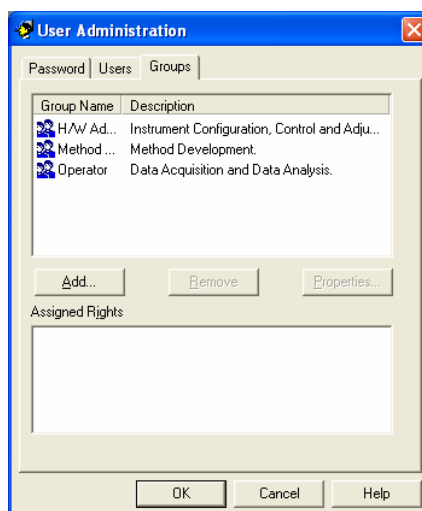 User Administration
Password Users Groups
Group Name Description
H/W Ad... Instrument Configuration, Control and Adju...
Method ... Method Development.
Operator Data Acquisition and Data Analysis.
Add... Remove Properties...
Assigned Rights
OK Cancel Help